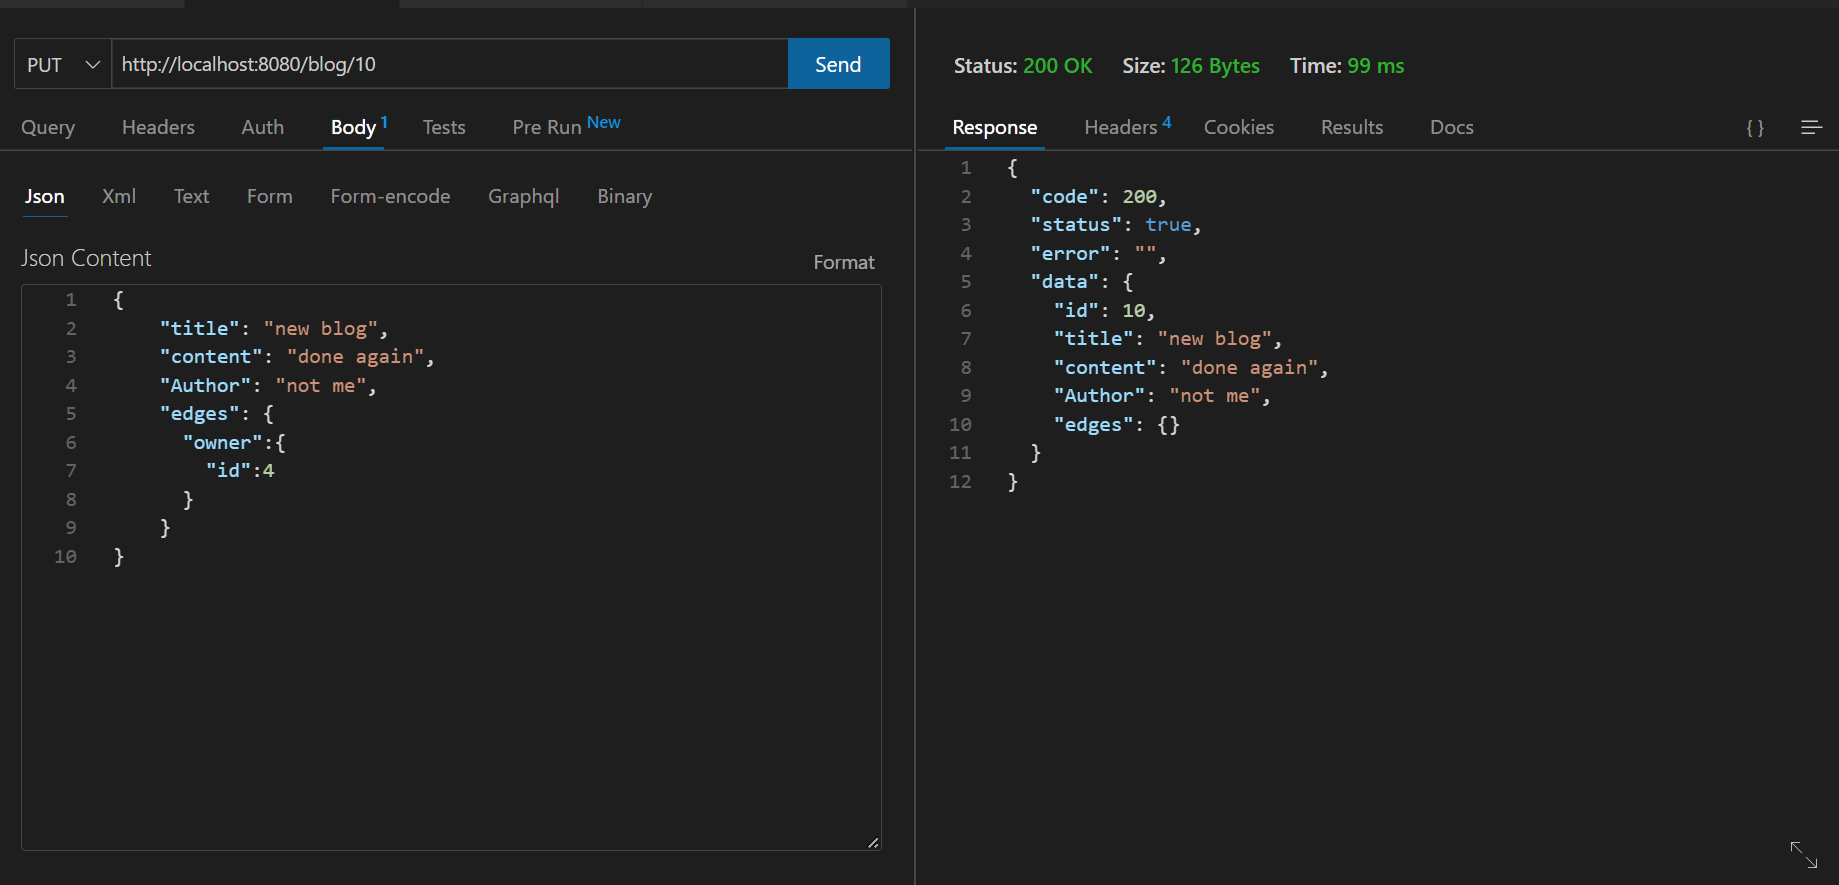 PUT http://localhost:8080/blog/10 Send
Query Headers Auth Body 1 Tests Pre Run New
Json Xml Text Form Form-encode Graphql Binary
Json Content Format
1 {
2 "title": "new blog",
3 "content": "done again",
4 "Author": "not me",
5 "edges": {
6 "owner":{
7 "id":4
8 }
9 }
10 }
Status: 200 OK Size: 126 Bytes Time: 99 ms
Response Headers 4 Cookies Results Docs { }
1 {
2 "code": 200,
3 "status": true,
4 "error": "",
5 "data": {
6 "id": 10,
7 "title": "new blog",
8 "content": "done again",
9 "Author": "not me",
10 "edges": {}
11 }
12 }